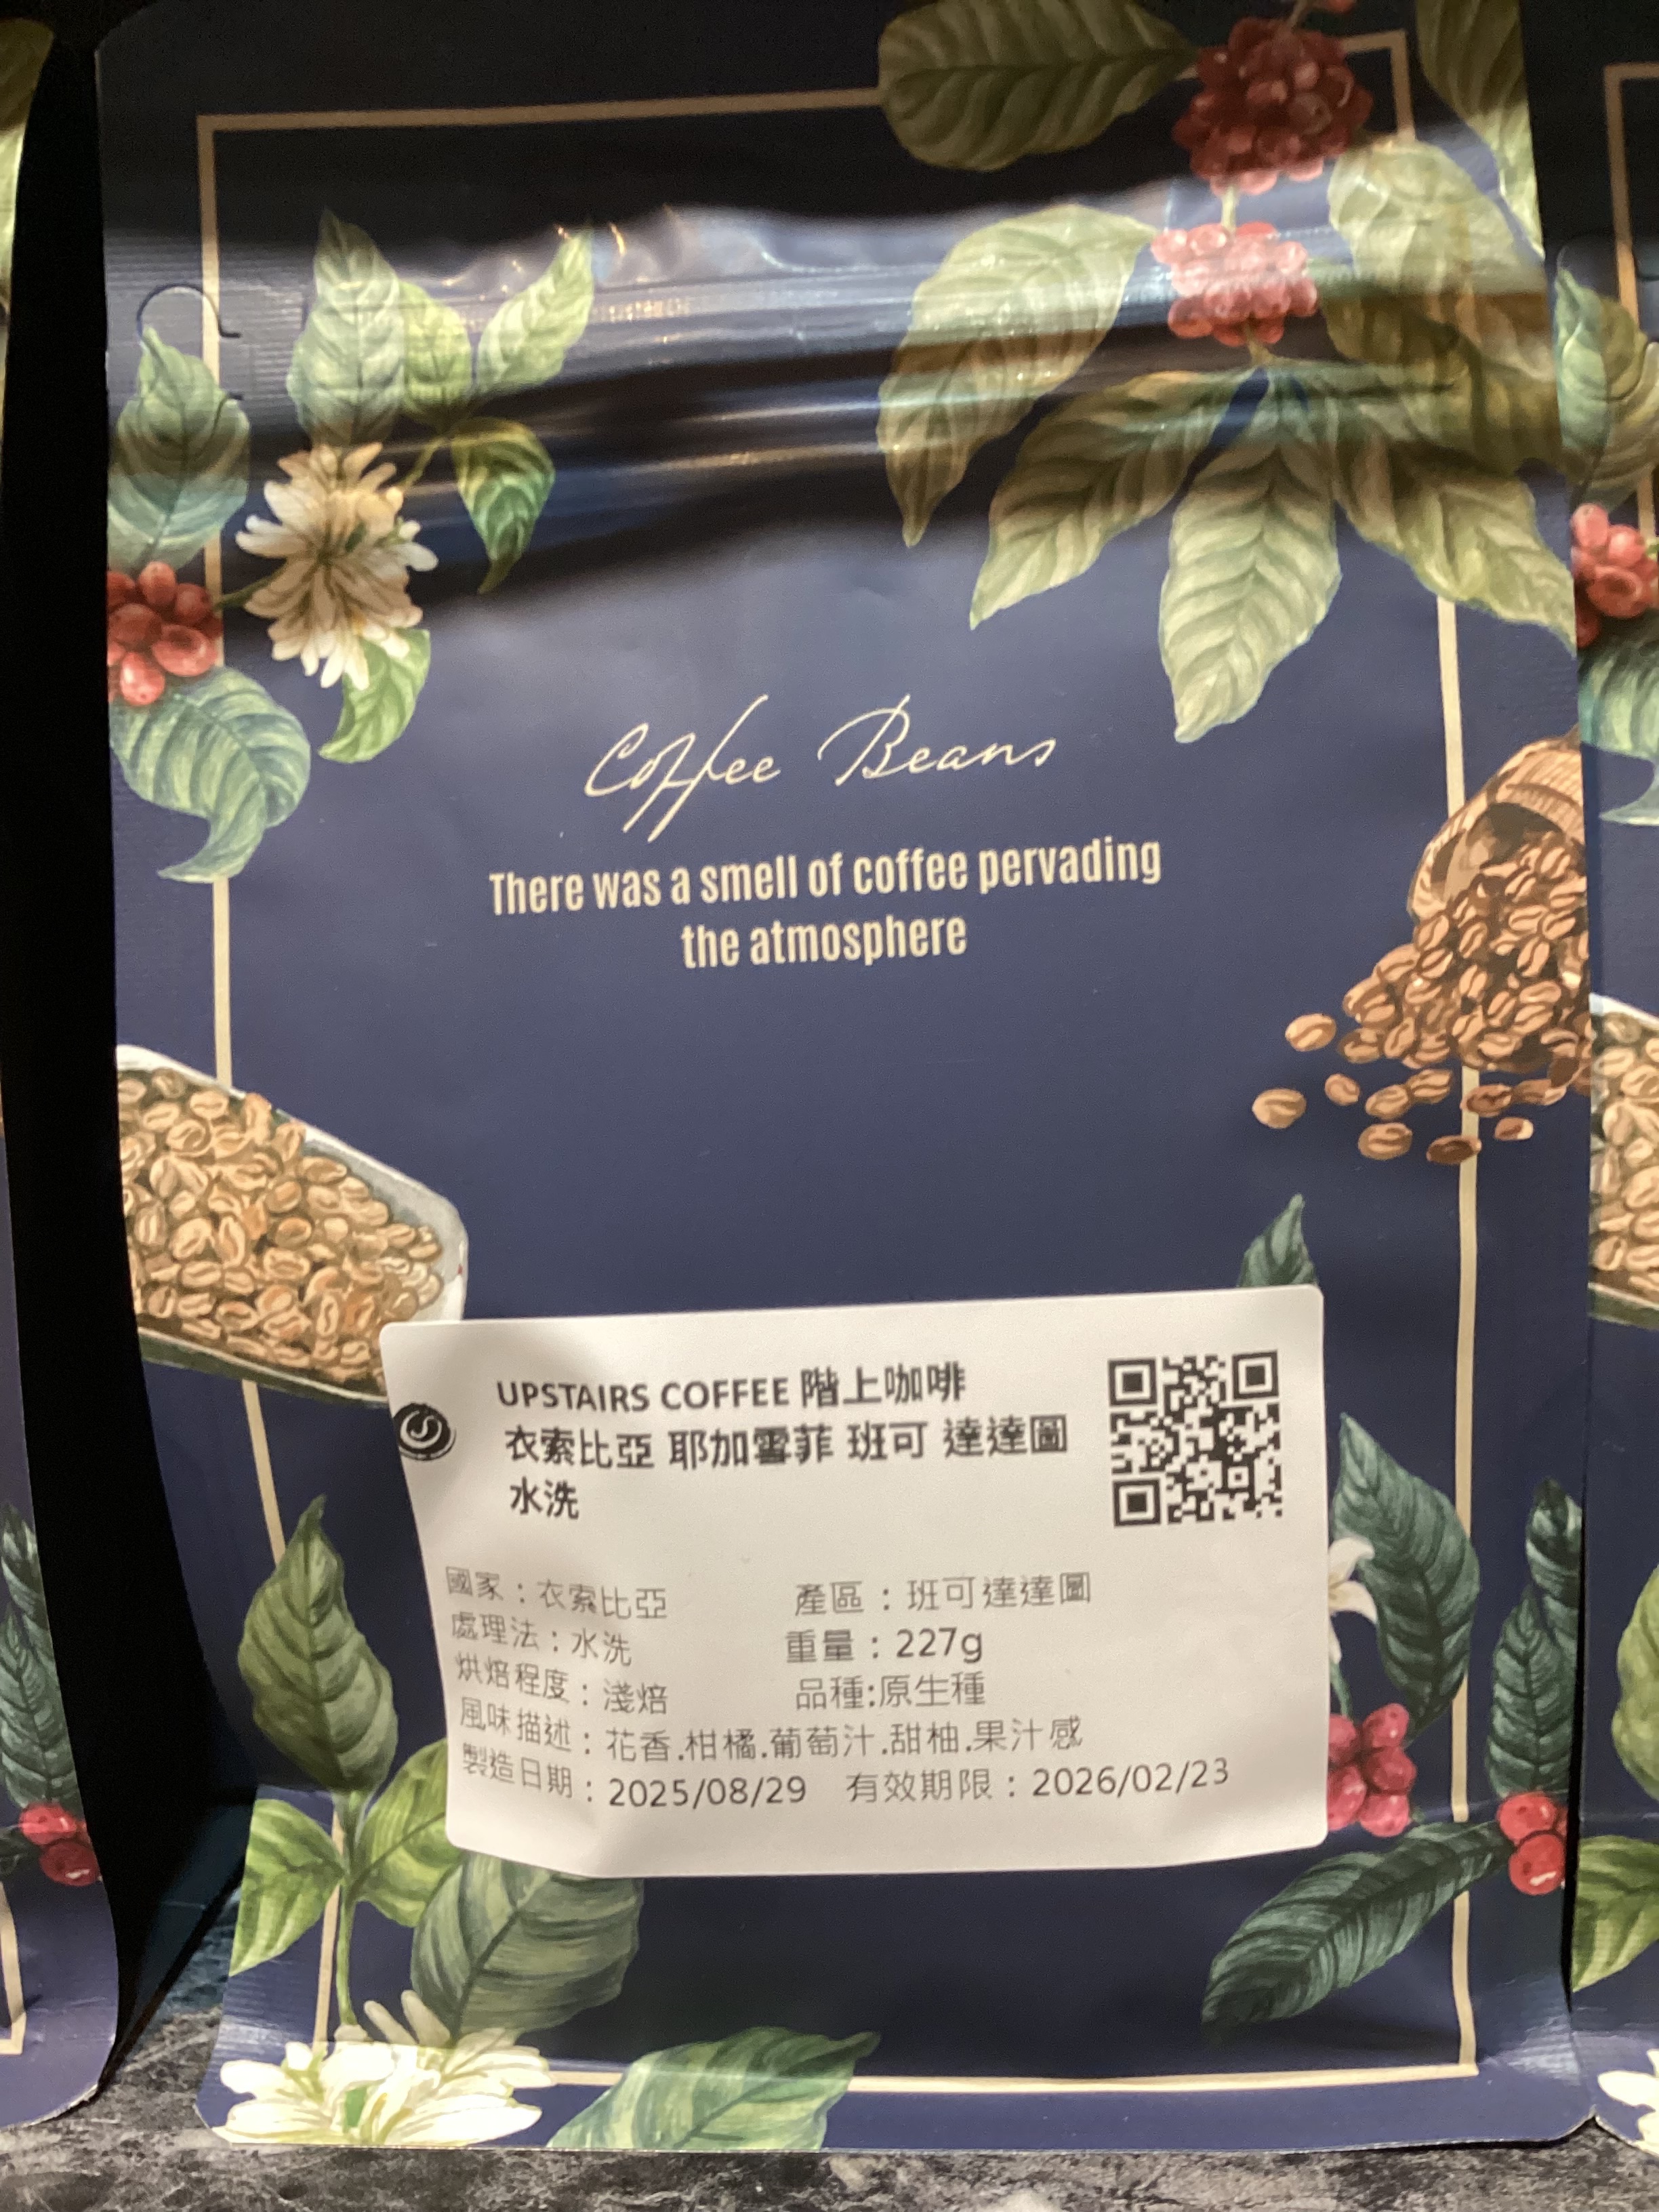 Coffee Beans
There was a smell of coffee pervading
the atmosphere
UPSTAIRS COFFEE 階上咖啡
衣索比亞 耶加雪菲 班可 達達圖
水洗
國家：衣索比亞 產區：班可達達圖
處理法：水洗 重量：227g
烘焙程度：淺焙 品種:原生種
風味描述：花香.柑橘.葡萄汁.甜柚.果汁感
製造日期：2025/08/29 有效期限：2026/02/23